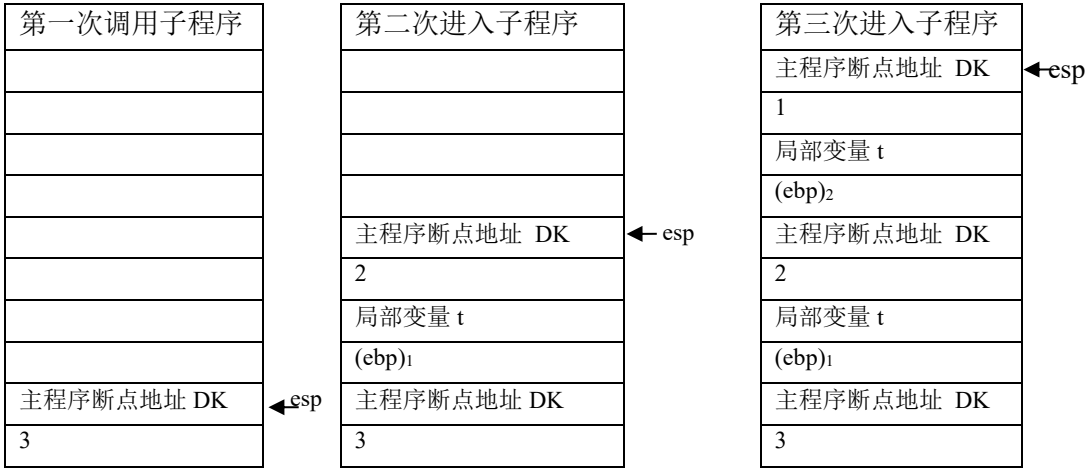 第一次调用子程序 第二次进入子程序 第三次进入子程序
主程序断点地址 DK esp
1
局部变量 t
(ebp)2
主程序断点地址 DK esp 主程序断点地址 DK
2 2
局部变量 t 局部变量 t
(ebp)1 (ebp)1
主程序断点地址 DK esp 主程序断点地址 DK 主程序断点地址 DK
3 3 3